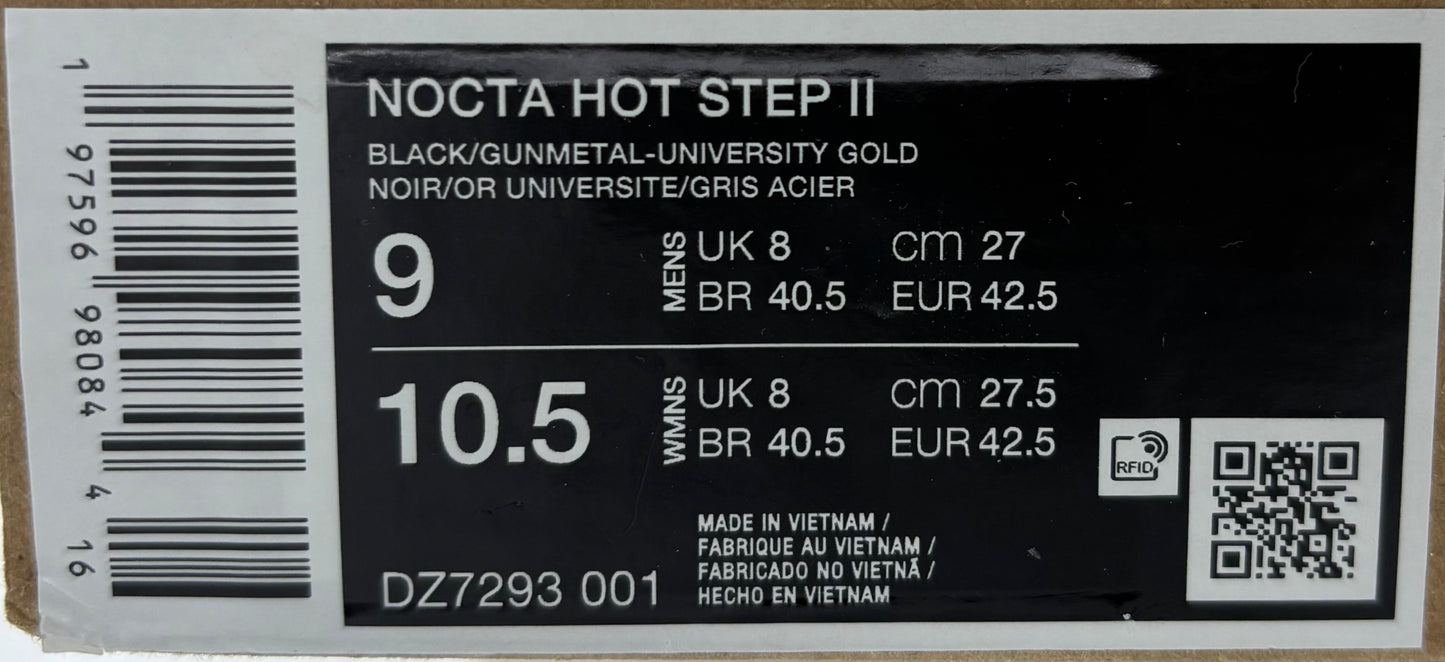 1 97596 98084 4 16
NOCTA HOT STEP II
BLACK/GUNMETAL-UNIVERSITY GOLD
NOIR/OR UNIVERSITE/GRIS ACIER
9
MENS
UK 8 cm 27
BR 40.5 EUR 42.5
10.5
WMNS
UK 8 cm 27.5
BR 40.5 EUR 42.5
RFID
MADE IN VIETNAM /
FABRIQUE AU VIETNAM /
FABRICADO NO VIETNÃ /
HECHO EN VIETNAM
DZ7293 001